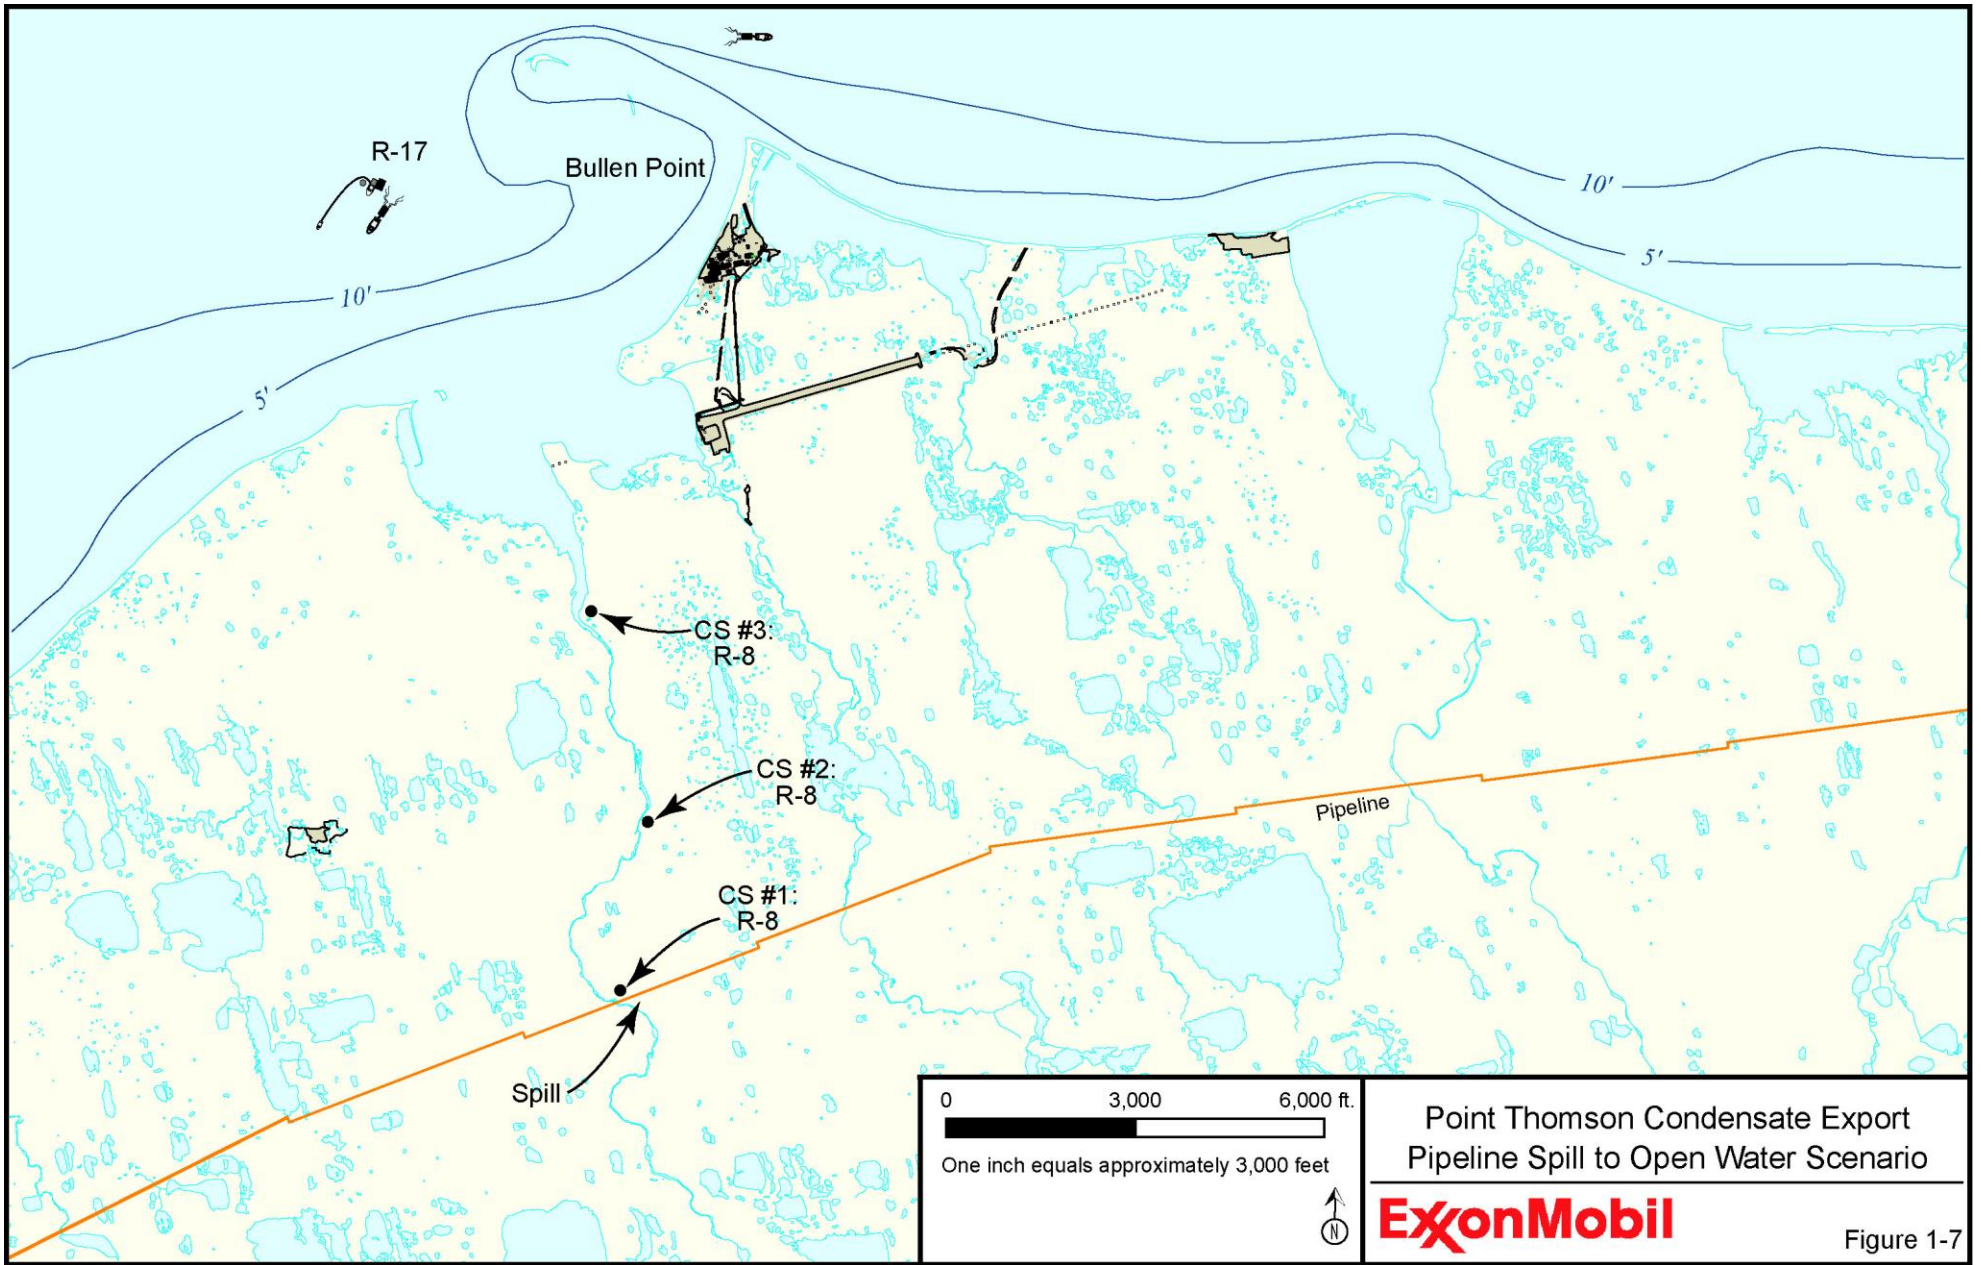 R-17
Bullen Point
10'
5'
10'
5'
CS #3:
R-8
CS #2:
R-8
Pipeline
CS #1:
R-8
Spill
0 3,000 6,000 ft.
One inch equals approximately 3,000 feet
N
Point Thomson Condensate Export
Pipeline Spill to Open Water Scenario
ExxonMobil
Figure 1-7